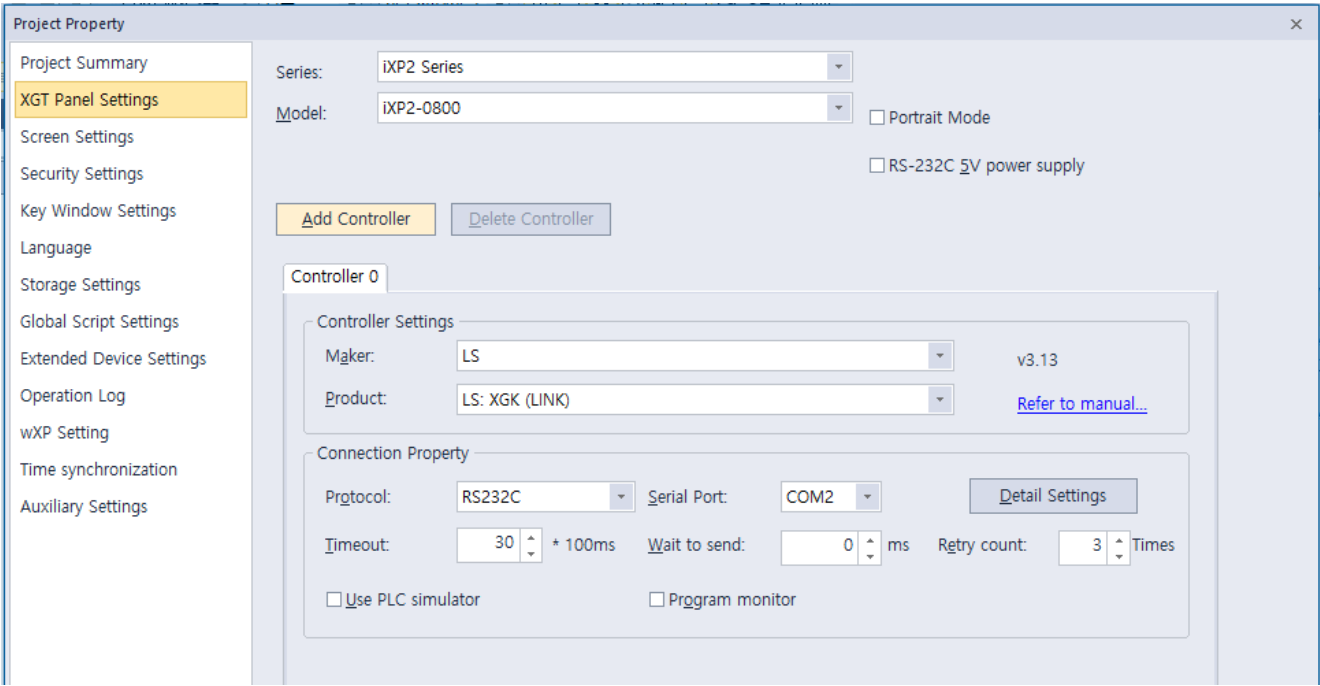 Project Property
Project Summary
XGT Panel Settings
Screen Settings
Security Settings
Key Window Settings
Language
Storage Settings
Global Script Settings
Extended Device Settings
Operation Log
wXP Setting
Time synchronization
Auxiliary Settings
Series: iXP2 Series
Model: iXP2-0800
Portrait Mode
RS-232C 5V power supply
Add Controller Delete Controller
Controller 0
Controller Settings
Maker: LS v3.13
Product: LS: XGK (LINK) Refer to manual...
Connection Property
Protocol: RS232C Serial Port: COM2 Detail Settings
Timeout: 30 * 100ms Wait to send: 0 ms Retry count: 3 Times
Use PLC simulator Program monitor